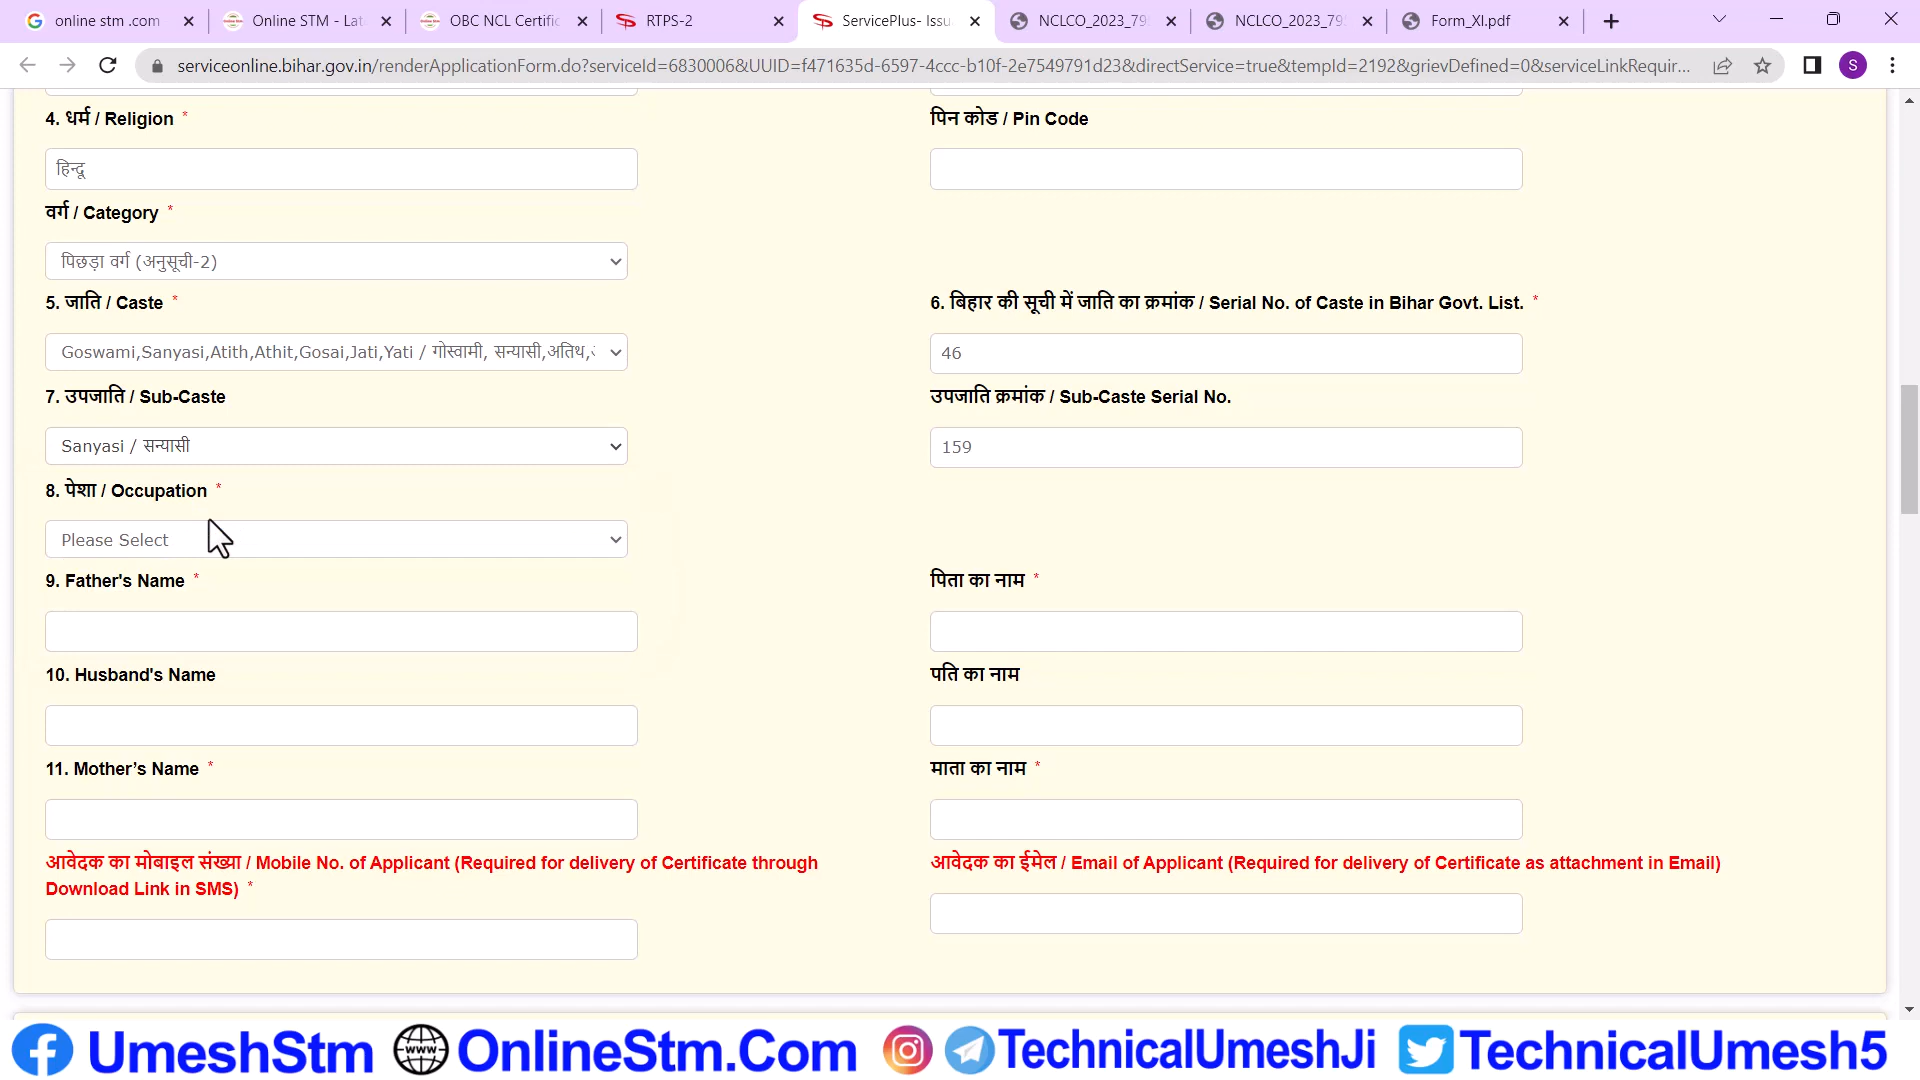 online stm .com
Online STM - Lat
OBC NCL Certific
RTPS-2
ServicePlus- Issu
NCLCO_2023_795
NCLCO_2023_795
Form_XI.pdf
serviceonline.bihar.gov.in/renderApplicationForm.do?serviceId=6830006&UUID=f471635d-6597-4ccc-b10f-2e7549791d23&directService=true&tempId=2192&grievDefined=0&serviceLinkRequir...
S
4. धर्म / Religion *
पिन कोड / Pin Code
हिन्दू
वर्ग / Category *
पिछड़ा वर्ग (अनुसूची-2)
5. जाति / Caste *
6. बिहार की सूची में जाति का क्रमांक / Serial No. of Caste in Bihar Govt. List. *
Goswami,Sanyasi,Atith,Athit,Gosai,Jati,Yati / गोस्वामी, सन्यासी,अतिथ,
46
7. उपजाति / Sub-Caste
उपजाति क्रमांक / Sub-Caste Serial No.
Sanyasi / सन्यासी
159
8. पेशा / Occupation *
Please Select
9. Father's Name *
पिता का नाम *
10. Husband's Name
पति का नाम
11. Mother’s Name *
माता का नाम *
आवेदक का मोबाइल संख्या / Mobile No. of Applicant (Required for delivery of Certificate through
Download Link in SMS) *
आवेदक का ईमेल / Email of Applicant (Required for delivery of Certificate as attachment in Email)
UmeshStm
www
OnlineStm.Com
TechnicalUmeshJi
TechnicalUmesh5